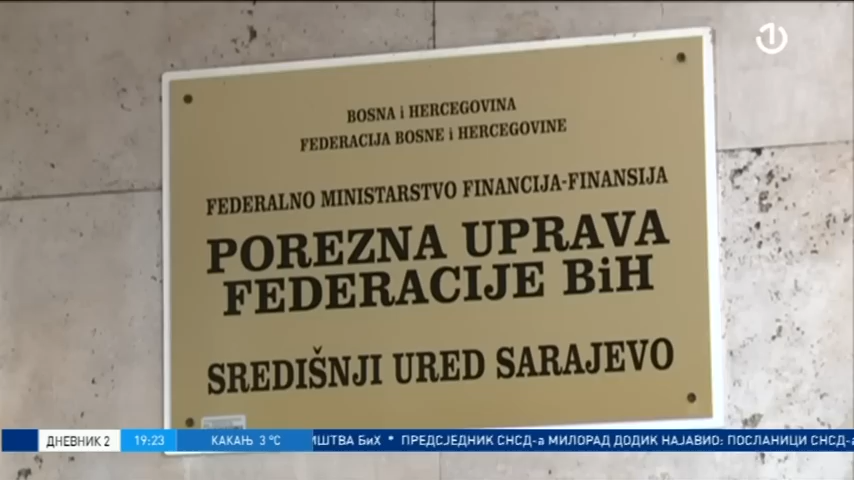 BOSNA i HERCEGOVINA
FEDERACIJA BOSNE i HERCEGOVINE
FEDERALNO MINISTARSTVO FINANCIJA-FINANSIJA
POREZNA UPRAVA
FEDERACIJE BiH
SREDIŠNJI URED SARAJEVO
ДНЕВНИК 2 19:23 КАКАЊ 3 °C БиХ * ПРЕДСЈЕДНИК СНСД-а МИЛОРАД ДОДИК НАЈАВИО: ПОСЛАНИЦИ СНСД-а